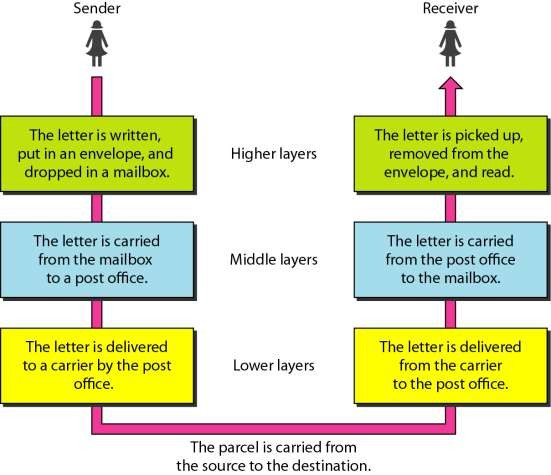 Sender
Receiver
The letter is written,
put in an envelope, and
dropped in a mailbox.
Higher layers
The letter is picked up,
removed from the
envelope, and read.
The letter is carried
from the mailbox
to a post office.
Middle layers
The letter is carried
from the post office
to the mailbox.
The letter is delivered
to a carrier by the post
office.
Lower layers
The letter is delivered
from the carrier
to the post office.
The parcel is carried from
the source to the destination.